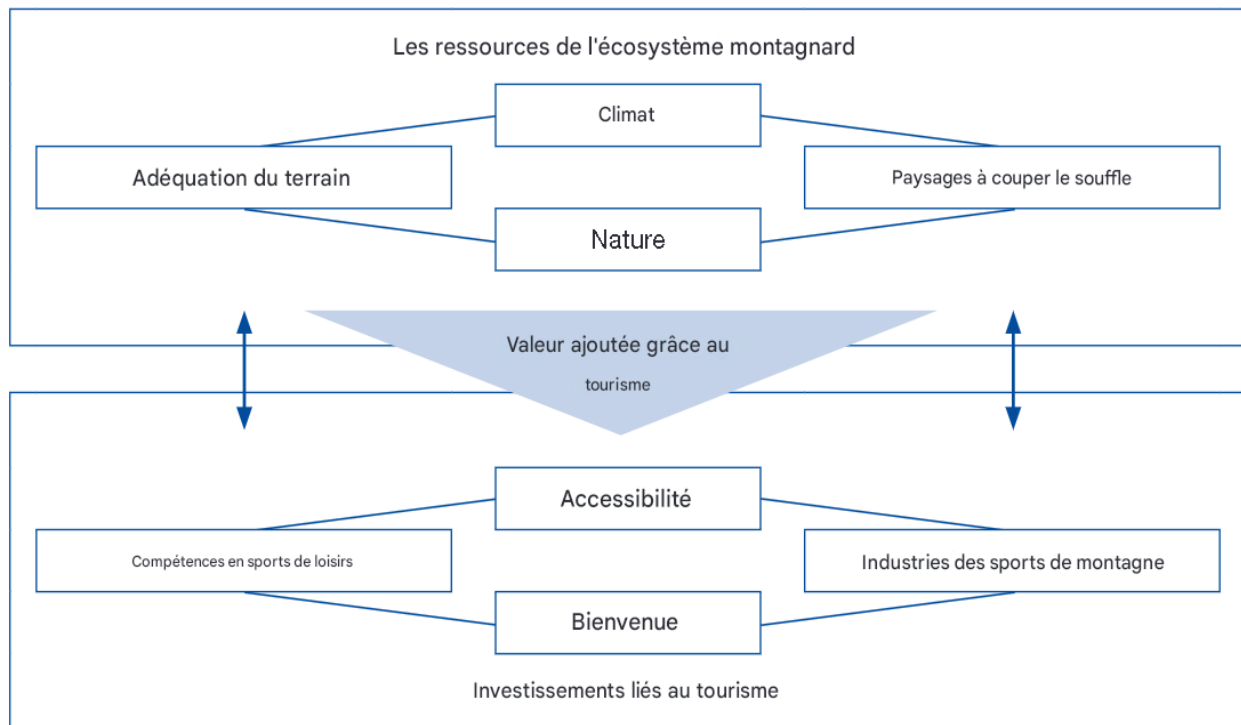 Les ressources de l'écosystème montagnard
Climat
Adéquation du terrain
Paysages à couper le souffle
Nature
Valeur ajoutée grâce au
tourisme
Accessibilité
Compétences en sports de loisirs
Industries des sports de montagne
Bienvenue
Investissements liés au tourisme